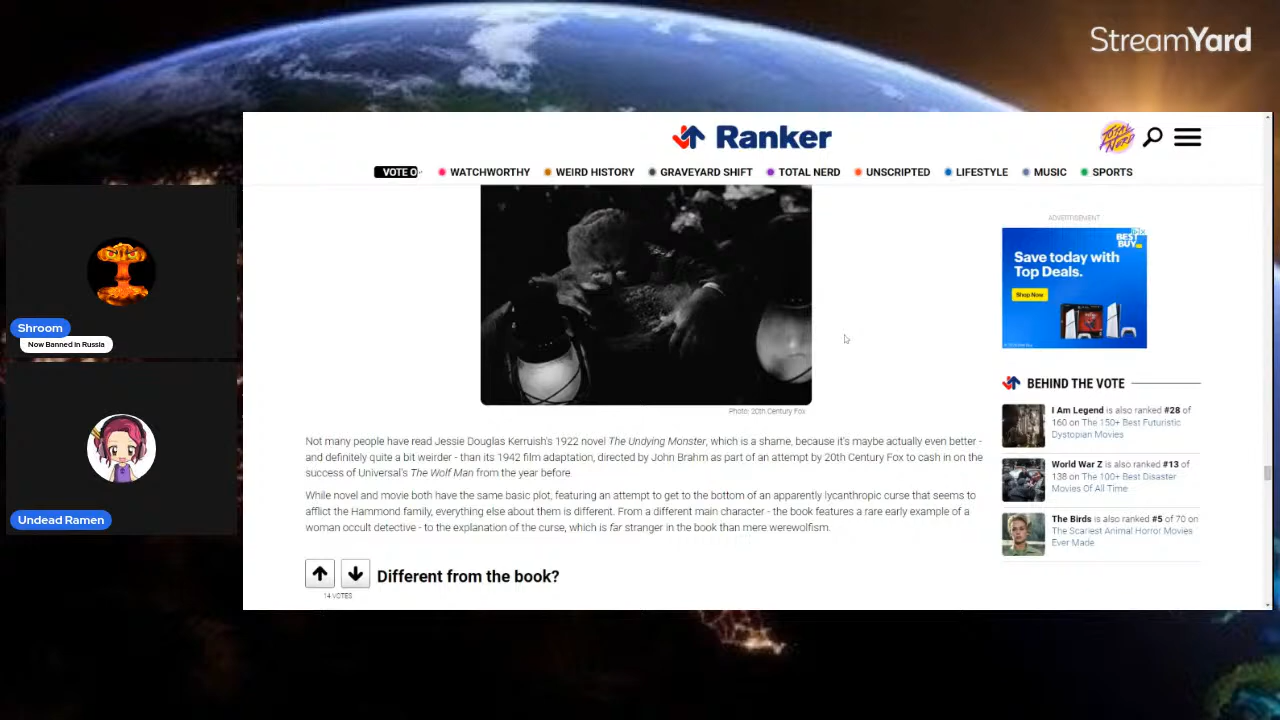 StreamYard
Ranker
TOTAL NERD
VOTE O
WATCHWORTHY
WEIRD HISTORY
GRAVEYARD SHIFT
TOTAL NERD
UNSCRIPTED
LIFESTYLE
MUSIC
SPORTS
Shroom
Now Banned in Russia
Undead Ramen
Photo: 20th Century Fox
Not many people have read Jessie Douglas Kerruish's 1922 novel The Undying Monster, which is a shame, because it's maybe actually even better -
and definitely quite a bit weirder - than its 1942 film adaptation, directed by John Brahm as part of an attempt by 20th Century Fox to cash in on the
success of Universal's The Wolf Man from the year before.
While novel and movie both have the same basic plot, featuring an attempt to get to the bottom of an apparently lycanthropic curse that seems to
afflict the Hammond family, everything else about them is different. From a different main character - the book features a rare early example of a
woman occult detective - to the explanation of the curse, which is far stranger in the book than mere werewolfism.
Different from the book?
14 VOTES
ADVERTISEMENT
BEST
BUY
Save today with
Top Deals.
Shop Now
BEHIND THE VOTE
I Am Legend is also ranked #28 of
160 on The 150+ Best Futuristic
Dystopian Movies
World War Z is also ranked #13 of
138 on The 100+ Best Disaster
Movies Of All Time
The Birds is also ranked #5 of 70 on
The Scariest Animal Horror Movies
Ever Made